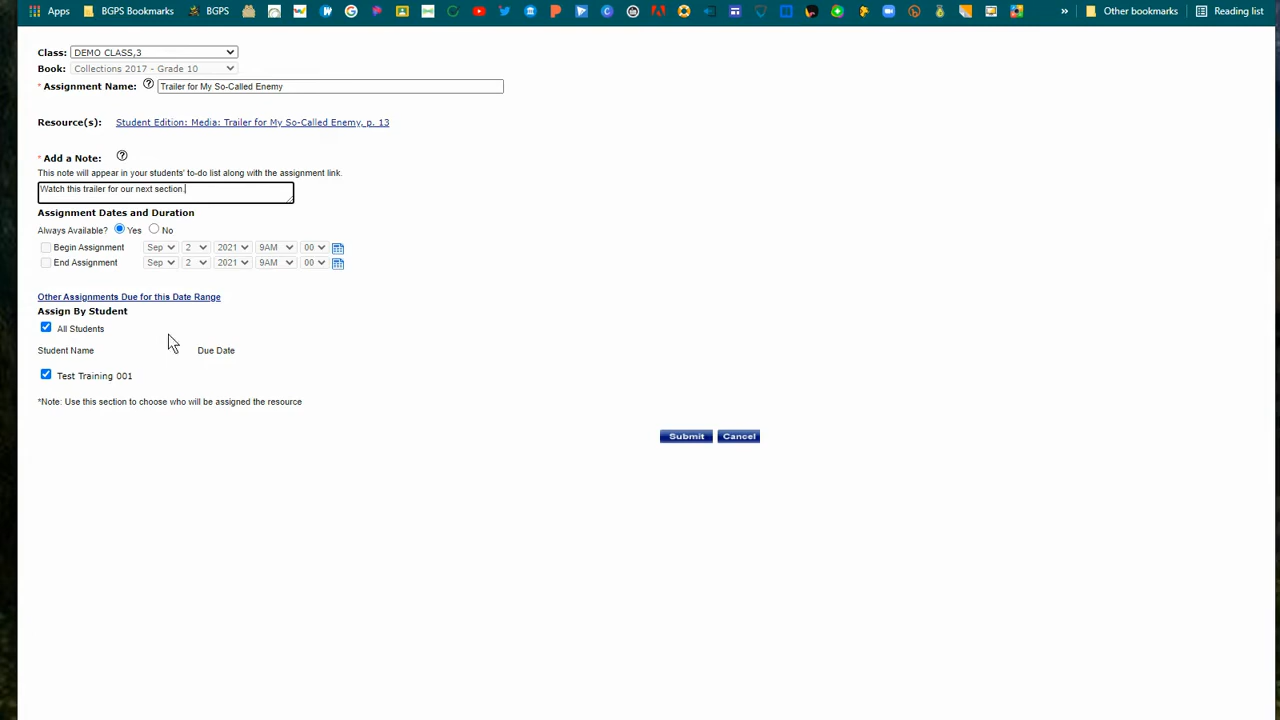 Apps BGPS Bookmarks BGPS » Other bookmarks Reading list
Class: DEMO CLASS,3
Book: Collections 2017 - Grade 10
* Assignment Name: Trailer for My So-Called Enemy
Resource(s): Student Edition: Media: Trailer for My So-Called Enemy, p. 13
* Add a Note:
This note will appear in your students' to-do list along with the assignment link.
Watch this trailer for our next section.
Assignment Dates and Duration
Always Available? Yes No
Begin Assignment Sep 2 2021 9AM 00
End Assignment Sep 2 2021 9AM 00
Other Assignments Due for this Date Range
Assign By Student
All Students
Student Name Due Date
Test Training 001
*Note: Use this section to choose who will be assigned the resource
Submit Cancel